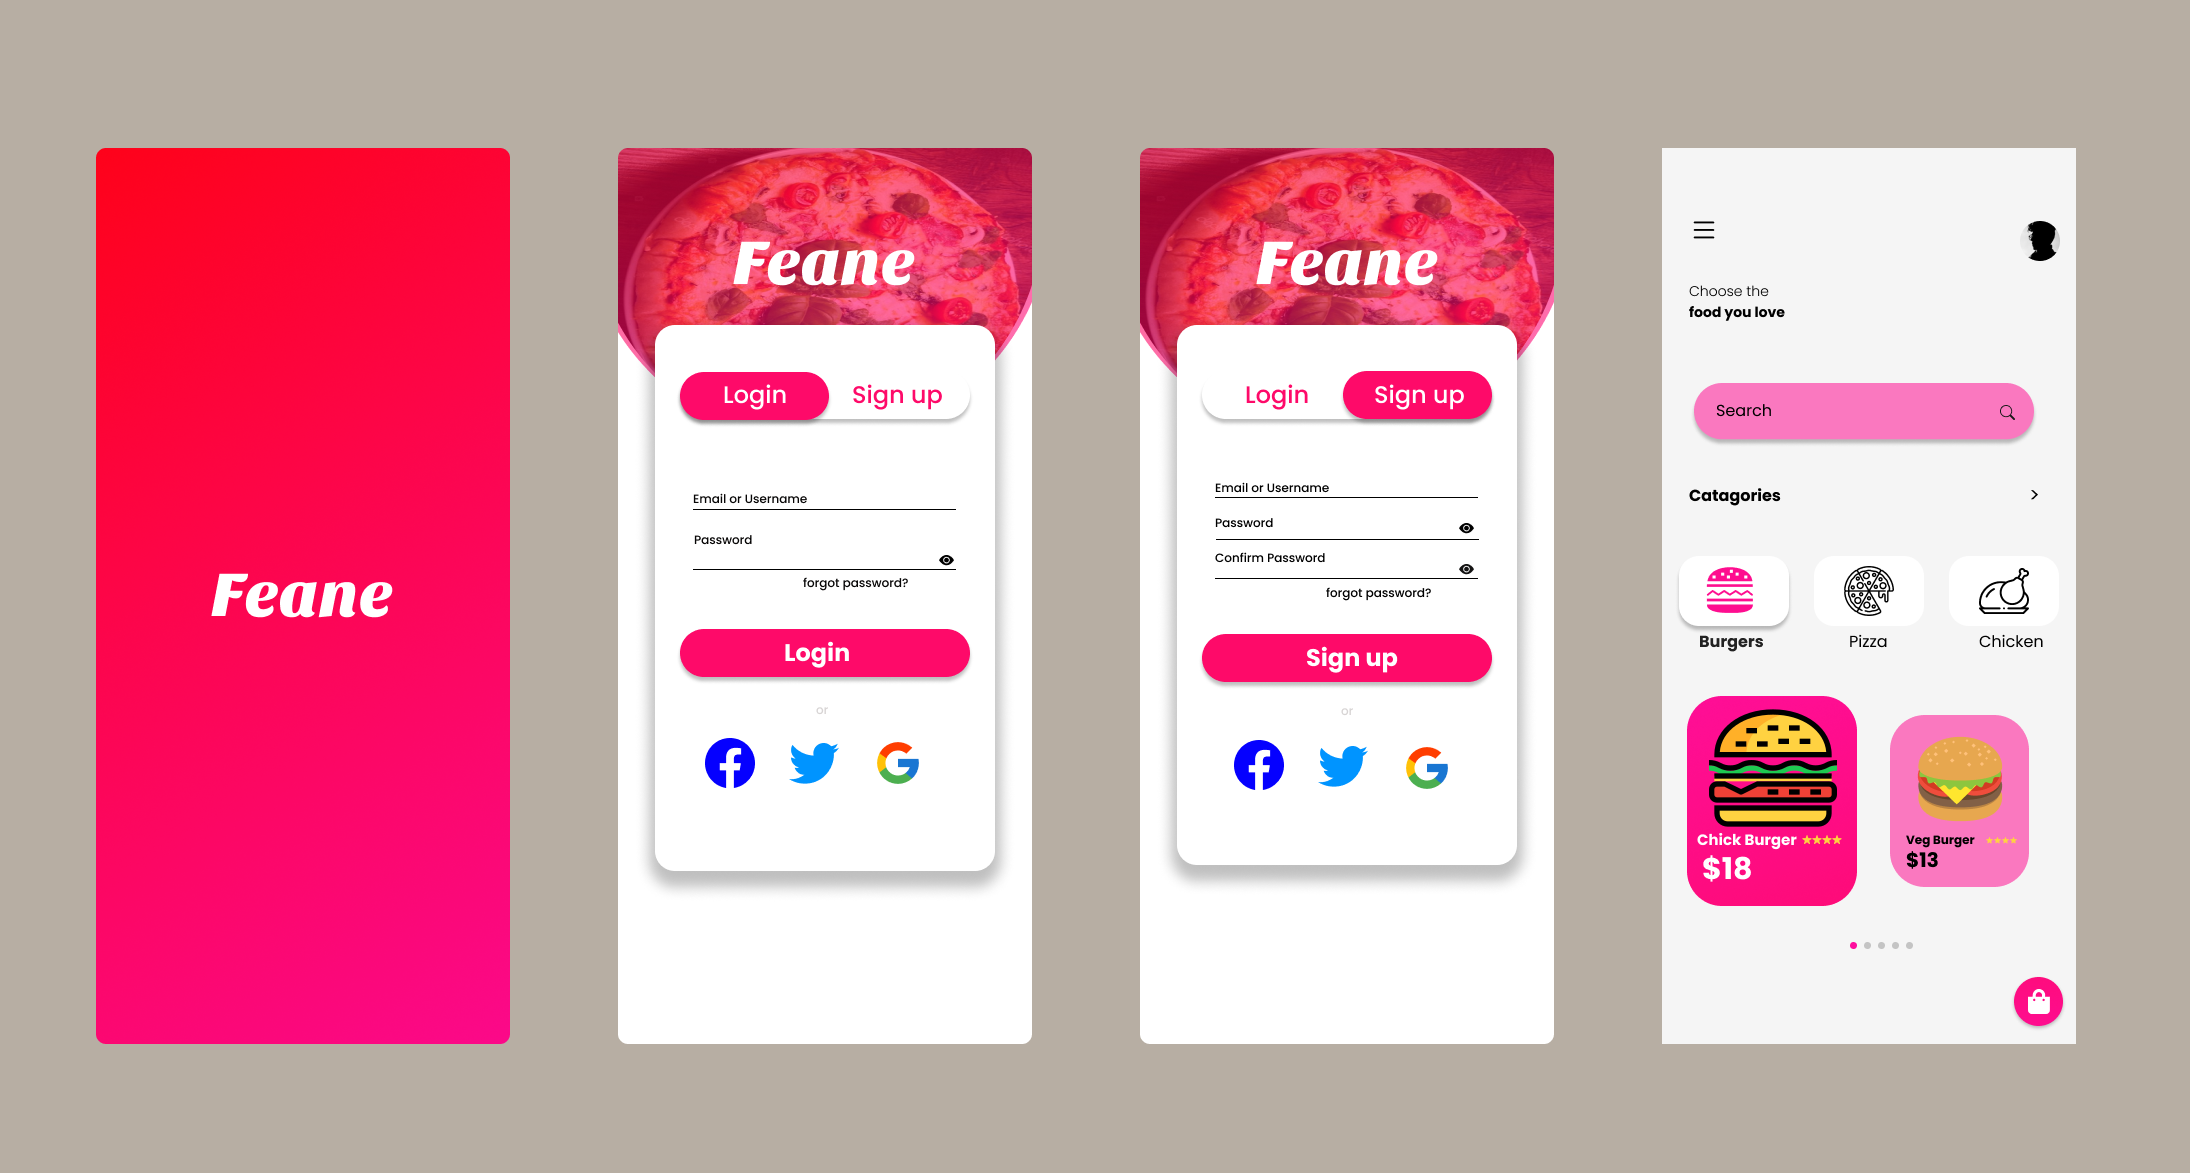 Feane
Feane
Login Sign up
Email or Username
Password
forgot password?
Login
or
Feane
Login Sign up
Email or Username
Password
Confirm Password
forgot password?
Sign up
or
Choose the
food you love
Search
Catagories >
Burgers Pizza Chicken
Chick Burger
$18
Veg Burger
$13